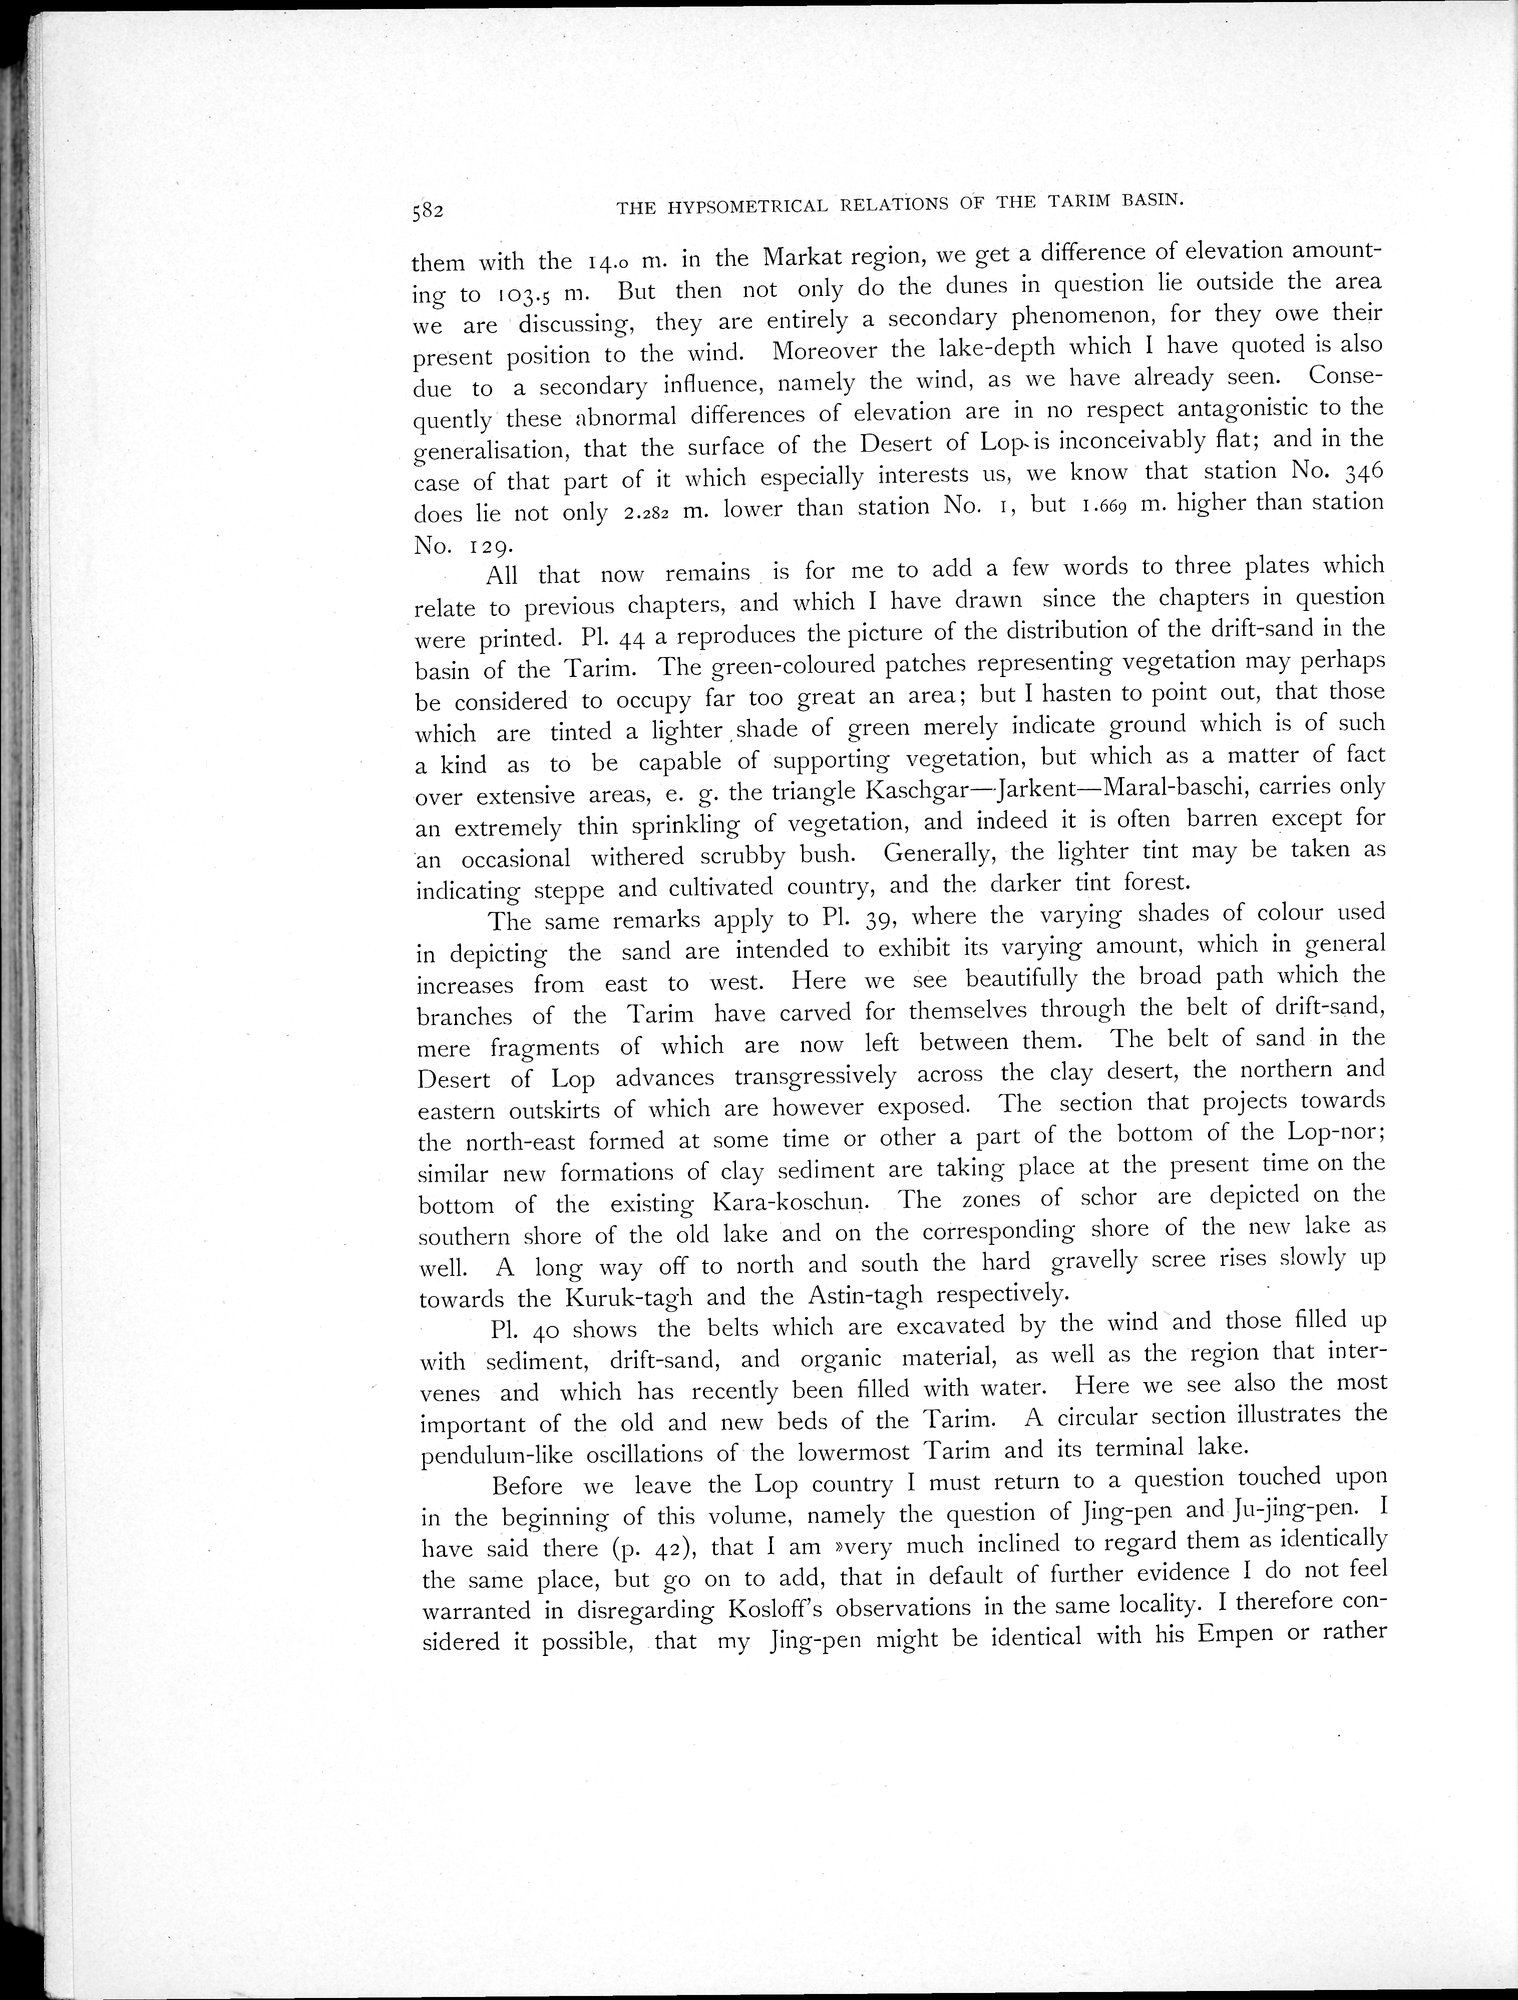 582 THE HYPSOMETRICAL RELATIONS OF THE TARIM BASIN.
them with the 14.0 m. in the Markat region, we get a difference of elevation amount-
ing to 103.5 m. But then not only do the dunes in question lie outside the area
we are discussing, they are entirely a secondary phenomenon, for they owe their
present position to the wind. Moreover the lake-depth which I have quoted is also
due to a secondary influence, namely the wind, as we have already seen. Conse-
quently these abnormal differences of elevation are in no respect antagonistic to the
generalisation, that the surface of the Desert of Lop is inconceivably flat; and in the
case of that part of it which especially interests us, we know that station No. 346
does lie not only 2.282 m. lower than station No. 1, but 1.669 m. higher than station
No. 129.
All that now remains is for me to add a few words to three plates which
relate to previous chapters, and which I have drawn since the chapters in question
were printed. Pl. 44 a reproduces the picture of the distribution of the drift-sand in the
basin of the Tarim. The green-coloured patches representing vegetation may perhaps
be considered to occupy far too great an area; but I hasten to point out, that those
which are tinted a lighter shade of green merely indicate ground which is of such
a kind as to be capable of supporting vegetation, but which as a matter of fact
over extensive areas, e. g. the triangle Kaschgar—Jarkent—Maral-baschi, carries only
an extremely thin sprinkling of vegetation, and indeed it is often barren except for
an occasional withered scrubby bush. Generally, the lighter tint may be taken as
indicating steppe and cultivated country, and the darker tint forest.
The same remarks apply to Pl. 39, where the varying shades of colour used
in depicting the sand are intended to exhibit its varying amount, which in general
increases from east to west. Here we see beautifully the broad path which the
branches of the Tarim have carved for themselves through the belt of drift-sand,
mere fragments of which are now left between them. The belt of sand in the
Desert of Lop advances transgressively across the clay desert, the northern and
eastern outskirts of which are however exposed. The section that projects towards
the north-east formed at some time or other a part of the bottom of the Lop-nor;
similar new formations of clay sediment are taking place at the present time on the
bottom of the existing Kara-koschun. The zones of schor are depicted on the
southern shore of the old lake and on the corresponding shore of the new lake as
well. A long way off to north and south the hard gravelly scree rises slowly up
towards the Kuruk-tagh and the Astin-tagh respectively.
Pl. 40 shows the belts which are excavated by the wind and those filled up
with sediment, drift-sand, and organic material, as well as the region that inter-
venes and which has recently been filled with water. Here we see also the most
important of the old and new beds of the Tarim. A circular section illustrates the
pendulum-like oscillations of the lowermost Tarim and its terminal lake.
Before we leave the Lop country I must return to a question touched upon
in the beginning of this volume, namely the question of Jing-pen and Ju-jing-pen. I
have said there (p. 42), that I am »very much inclined to regard them as identically
the same place, but go on to add, that in default of further evidence I do not feel
warranted in disregarding Kosloff's observations in the same locality. I therefore con-
sidered it possible, that my Jing-pen might be identical with his Empen or rather